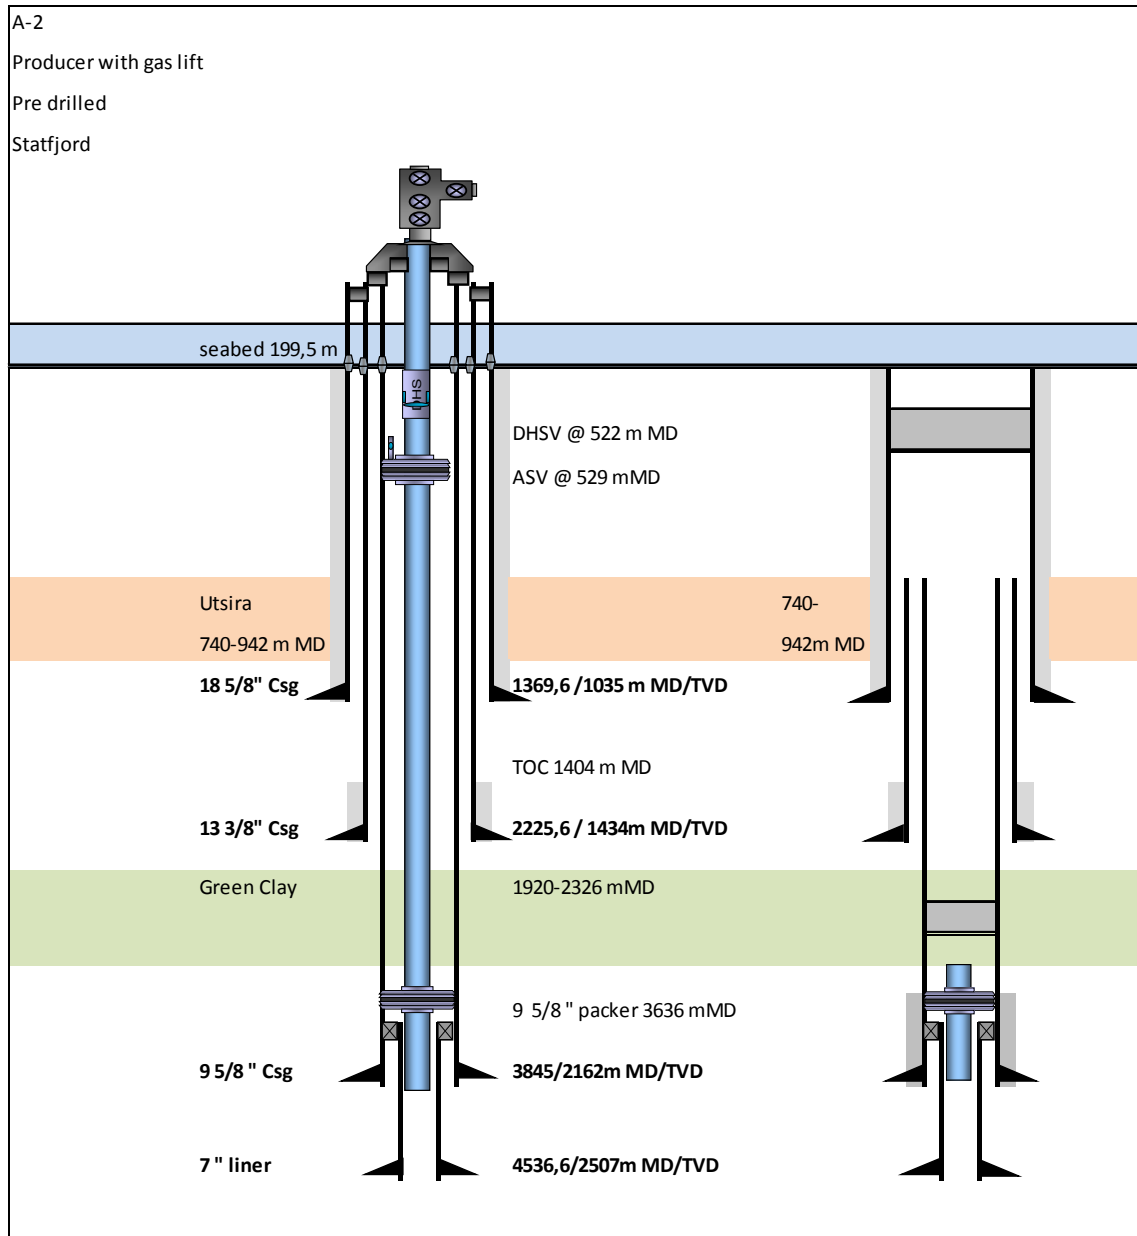 A-2
Producer with gas lift
Pre drilled
Statfjord
seabed 199,5 m
DHS
DHSV @ 522 m MD
ASV @ 529 mMD
Utsira
740-
740-942 m MD
942m MD
18 5/8" Csg
1369,6 /1035 m MD/TVD
TOC 1404 m MD
13 3/8" Csg
2225,6 / 1434m MD/TVD
Green Clay
1920-2326 mMD
9 5/8 " packer 3636 mMD
9 5/8 " Csg
3845/2162m MD/TVD
7 " liner
4536,6/2507m MD/TVD